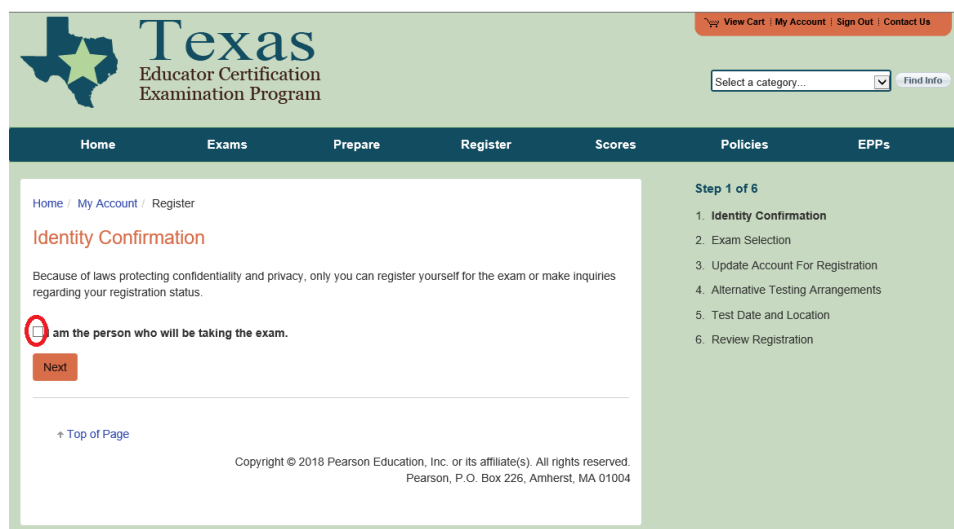 View Cart | My Account | Sign Out | Contact Us
Texas
Educator Certification
Examination Program
Select a category...
Find Info
Home Exams Prepare Register Scores Policies EPPs
Home / My Account / Register
Identity Confirmation
Because of laws protecting confidentiality and privacy, only you can register yourself for the exam or make inquiries
regarding your registration status.
I am the person who will be taking the exam.
Next
Top of Page
Copyright © 2018 Pearson Education, Inc. or its affiliate(s). All rights reserved.
Pearson, P.O. Box 226, Amherst, MA 01004
Step 1 of 6
1. Identity Confirmation
2. Exam Selection
3. Update Account For Registration
4. Alternative Testing Arrangements
5. Test Date and Location
6. Review Registration